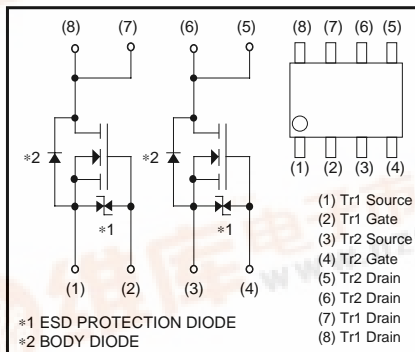 (8) (7) (6) (5)
(8) (7) (6) (5)
∗2
∗2
∗1
∗1
(1) (2) (3) (4)
(1) (2) (3) (4)
(1) Tr1 Source
(2) Tr1 Gate
(3) Tr2 Source
(4) Tr2 Gate
(5) Tr2 Drain
(6) Tr2 Drain
(7) Tr1 Drain
(8) Tr1 Drain
∗1 ESD PROTECTION DIODE
∗2 BODY DIODE